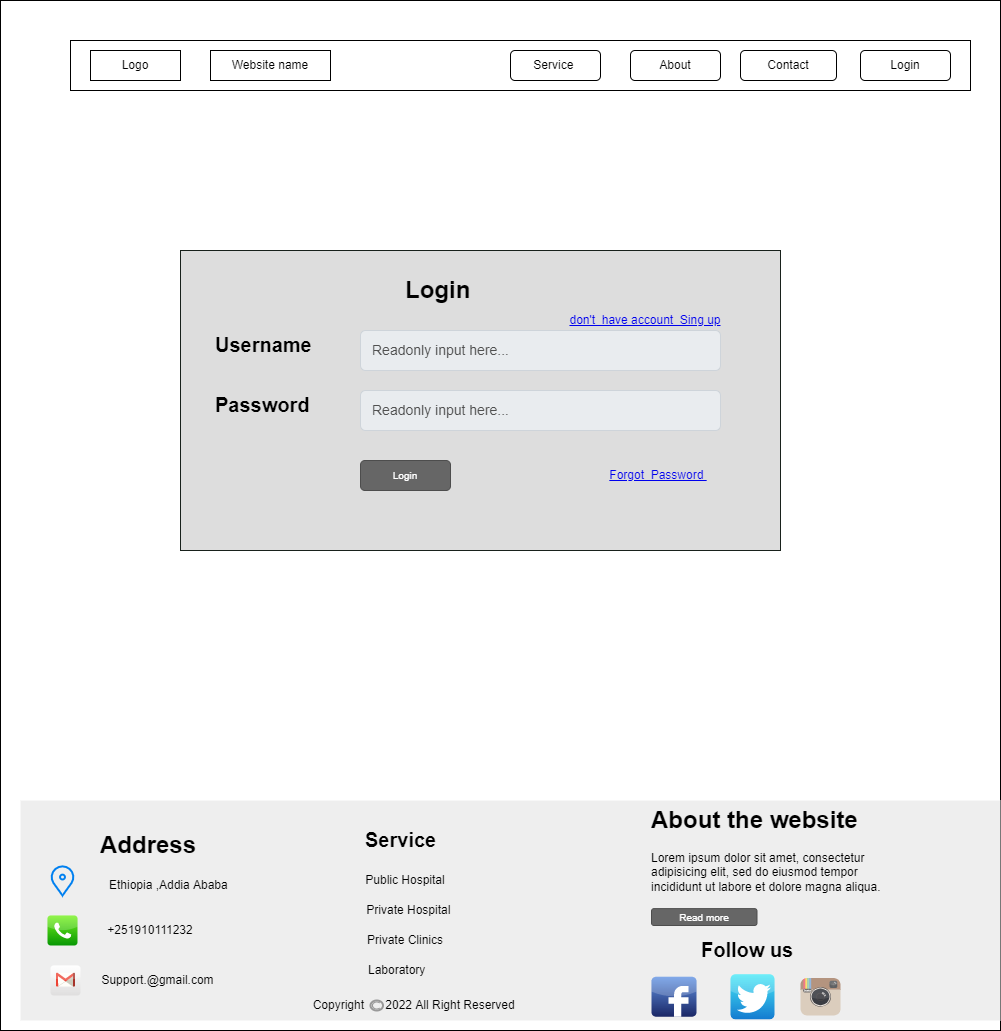 Logo
Website name
Service
About
Contact
Login
Login
don't have account Sing up
Username
Readonly input here...
Password
Readonly input here...
Login
Forgot Password
Address
Ethiopia ,Addia Ababa
+251910111232
Support.@gmail.com
Service
Public Hospital
Private Hospital
Private Clinics
Laboratory
Copyright © 2022 All Right Reserved
About the website
Lorem ipsum dolor sit amet, consectetur
adipisicing elit, sed do eiusmod tempor
incididunt ut labore et dolore magna aliqua.
Read more
Follow us